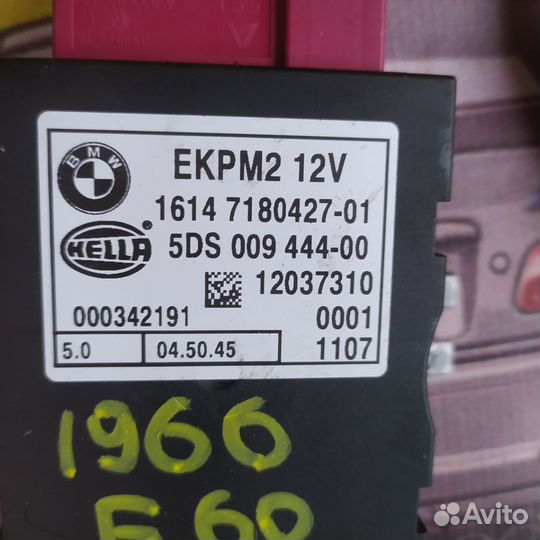 BMW
EKPM2 12V
1614 7180427-01
HELLA
5DS 009 444-00
12037310
000342191
0001
5.0
04.50.45
1107
1966
E60
Avito